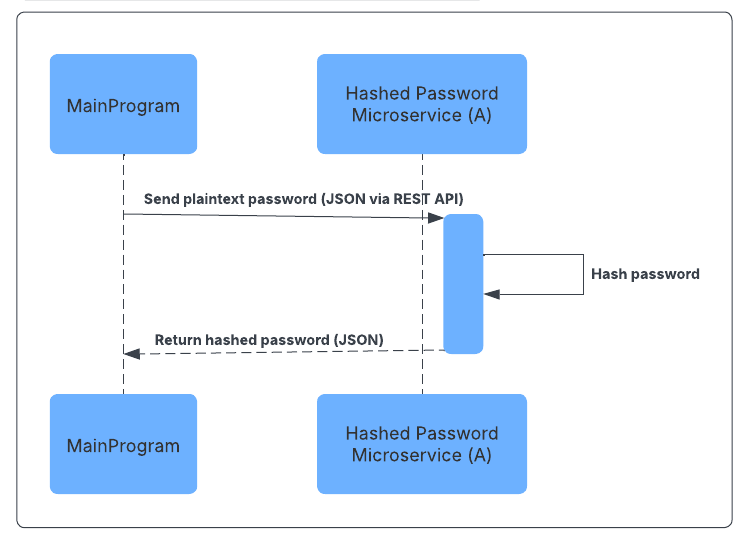 MainProgram
Hashed Password
Microservice (A)
Send plaintext password (JSON via REST API)
Hash password
Return hashed password (JSON)
MainProgram
Hashed Password
Microservice (A)